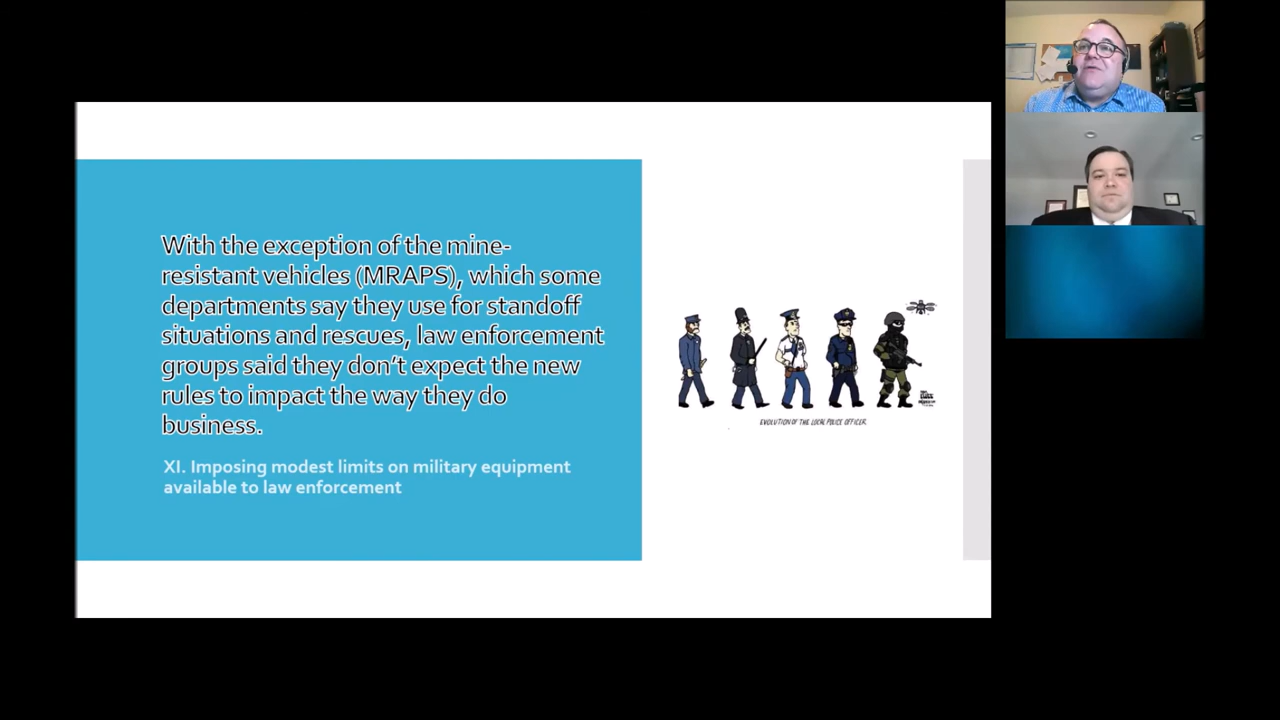 With the exception of the mine-
resistant vehicles (MRAPS), which some
departments say they use for standoff
situations and rescues, law enforcement
groups said they don't expect the new
rules to impact the way they do
business.
XI. Imposing modest limits on military equipment
available to law enforcement
EVOLUTION OF THE LOCAL POLICE OFFICER